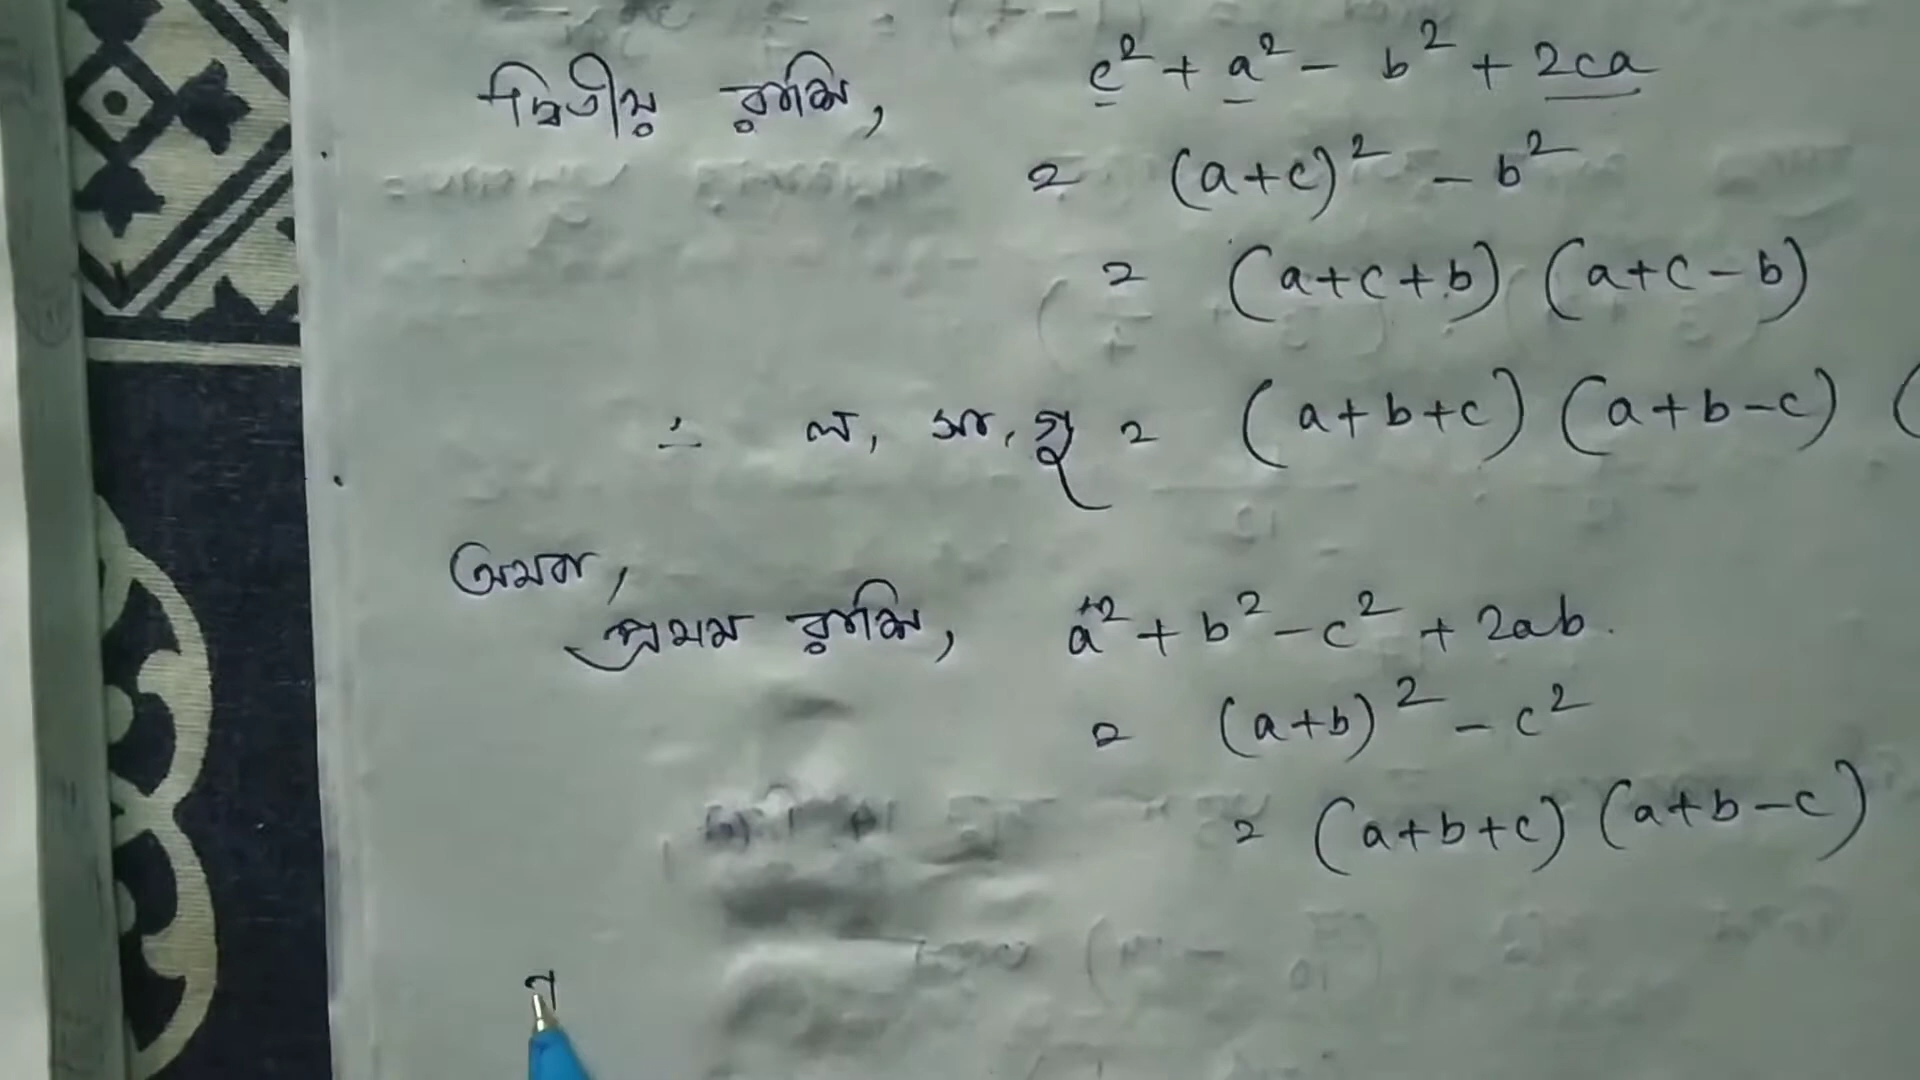 দ্বিতীয় রাশি, c² + a² - b² + 2ca
= (a+c)² - b²
= (a+c+b) (a+c-b)
∴ ল, সা, গু = (a+b+c) (a+b-c) (
অথবা,
প্রথম রাশি, a² + b² - c² + 2ab.
= (a+b)² - c²
= (a+b+c) (a+b-c)